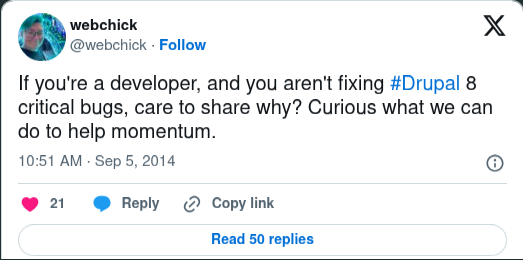 webchick
@webchick · Follow
If you're a developer, and you aren't fixing #Drupal 8
critical bugs, care to share why? Curious what we can
do to help momentum.
10:51 AM · Sep 5, 2014
21 Reply Copy link
Read 50 replies